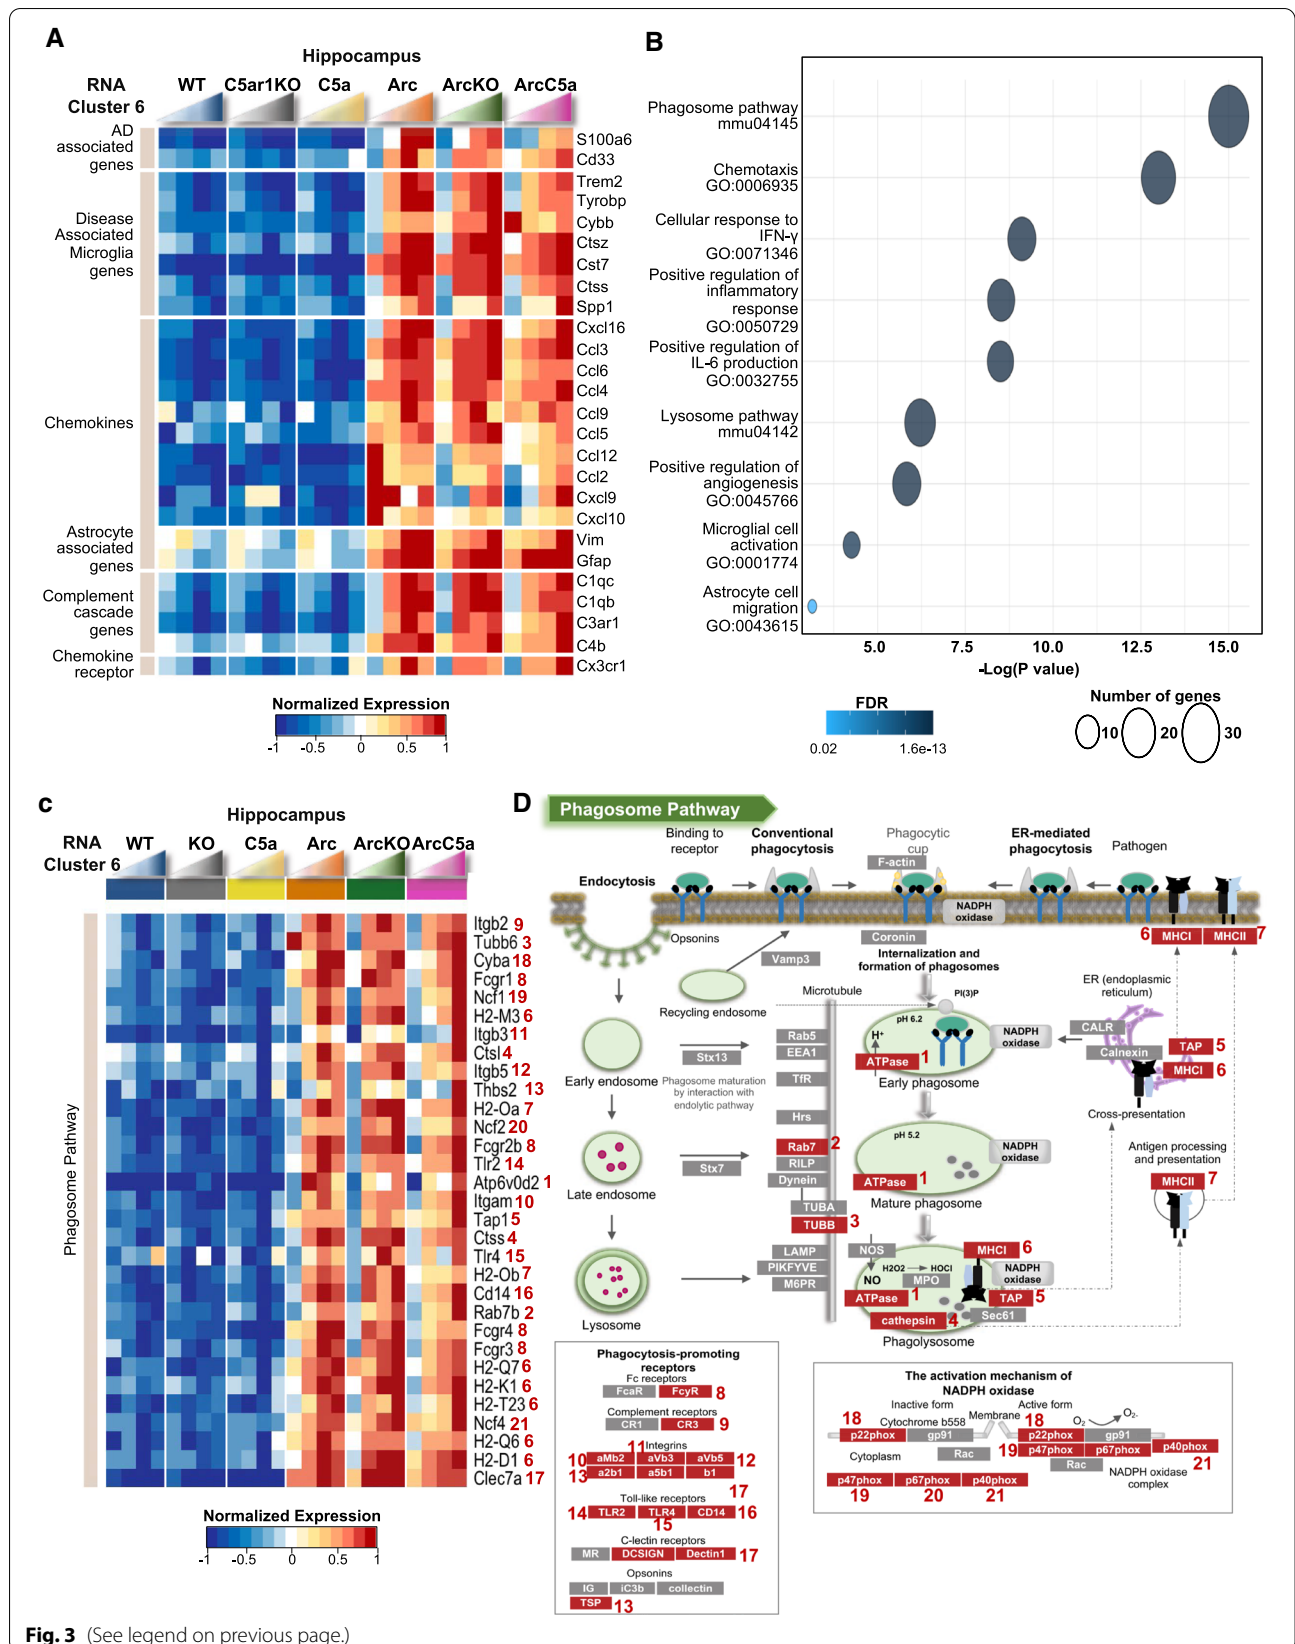 A
Hippocampus
RNA
Cluster 6
WT
C5ar1KO
C5a
Arc
ArcKO
ArcC5a
AD
associated
genes
Disease
Associated
Microglia
genes
Chemokines
Astrocyte
associated
genes
Complement
cascade
genes
Chemokine
receptor
S100a6
Cd33
Trem2
Tyrobp
Cybb
Ctsz
Cst7
Ctss
Spp1
Cxcl16
Ccl3
Ccl6
Ccl4
Ccl9
Ccl5
Ccl12
Ccl2
Cxcl9
Cxcl10
Vim
Gfap
C1qc
C1qb
C3ar1
C4b
Cx3cr1
Normalized Expression
-1 -0.5 0 0.5 1
B
Phagosome pathway
mmu04145
Chemotaxis
GO:0006935
Cellular response to
IFN-γ
GO:0071346
Positive regulation of
inflammatory
response
GO:0050729
Positive regulation of
IL-6 production
GO:0032755
Lysosome pathway
mmu04142
Positive regulation of
angiogenesis
GO:0045766
Microglial cell
activation
GO:0001774
Astrocyte cell
migration
GO:0043615
5.0 7.5 10.0 12.5 15.0
-Log(P value)
FDR
0.02 1.6e-13
Number of genes
10 20 30
c
Hippocampus
RNA
Cluster 6
WT
KO
C5a
Arc
ArcKO
ArcC5a
Phagosome Pathway
Itgb2 9
Tubb6 3
Cyba 18
Fcgr1 8
Ncf1 19
H2-M3 6
Itgb3 11
Ctsl 4
Itgb5 12
Thbs2 13
H2-Oa 7
Ncf2 20
Fcgr2b 8
Tlr2 14
Atp6v0d2 1
Itgam 10
Tap1 5
Ctss 4
Tlr4 15
H2-Ob 7
Cd14 16
Rab7b 2
Fcgr4 8
Fcgr3 8
H2-Q7 6
H2-K1 6
H2-T23 6
Ncf4 21
H2-Q6 6
H2-D1 6
Clec7a 17
Normalized Expression
-1 -0.5 0 0.5 1
D
Phagosome Pathway
Binding to
receptor
Conventional
phagocytosis
Phagocytic
cup
F-actin
ER-mediated
phagocytosis
Pathogen
Endocytosis
NADPH
oxidase
Opsonins
Coronin
6 MHCI MHCII 7
Vamp3
Internalization and
formation of phagosomes
Recycling endosome
Microtubule
PI(3)P
ER (endoplasmic
reticulum)
pH 6.2
H+
Rab5
EEA1
Stx13
ATPase 1
NADPH
oxidase
CALR
Calnexin
TAP 5
MHCI 6
Early endosome
Phagosome maturation
by interaction with
endolytic pathway
TfR
Early phagosome
Hrs
Cross-presentation
pH 5.2
Rab7 2
RILP
Stx7
Dynein
NADPH
oxidase
Antigen processing
and presentation
MHCII 7
Late endosome
ATPase 1
TUBA
TUBB 3
Mature phagosome
LAMP
PIKFYVE
M6PR
NOS
MHCI 6
H2O2 HOCl
NO
MPO
NADPH
oxidase
ATPase 1
TAP 5
cathepsin 4
Sec61
Lysosome
Phagolysosome
Phagocytosis-promoting
receptors
Fc receptors
FcaR FcyR 8
Complement receptors
CR1 CR3 9
11 Integrins
10 aMb2 aVb3 aVb5 12
13 a2b1 a5b1 b1
17
Toll-like receptors
14 TLR2 TLR4 CD14 16
15
C-lectin receptors
MR DCSIGN Dectin1 17
Opsonins
IG iC3b collectin
TSP 13
The activation mechanism of
NADPH oxidase
Inactive form
Active form
18
Cytochrome b558
Membrane
18
O2 O2-
p22phox gp91
p22phox gp91
19 p47phox p67phox p40phox
Cytoplasm
Rac
Rac
21
p47phox p67phox p40phox
19 20 21
NADPH oxidase
complex
Fig. 3 (See legend on previous page.)